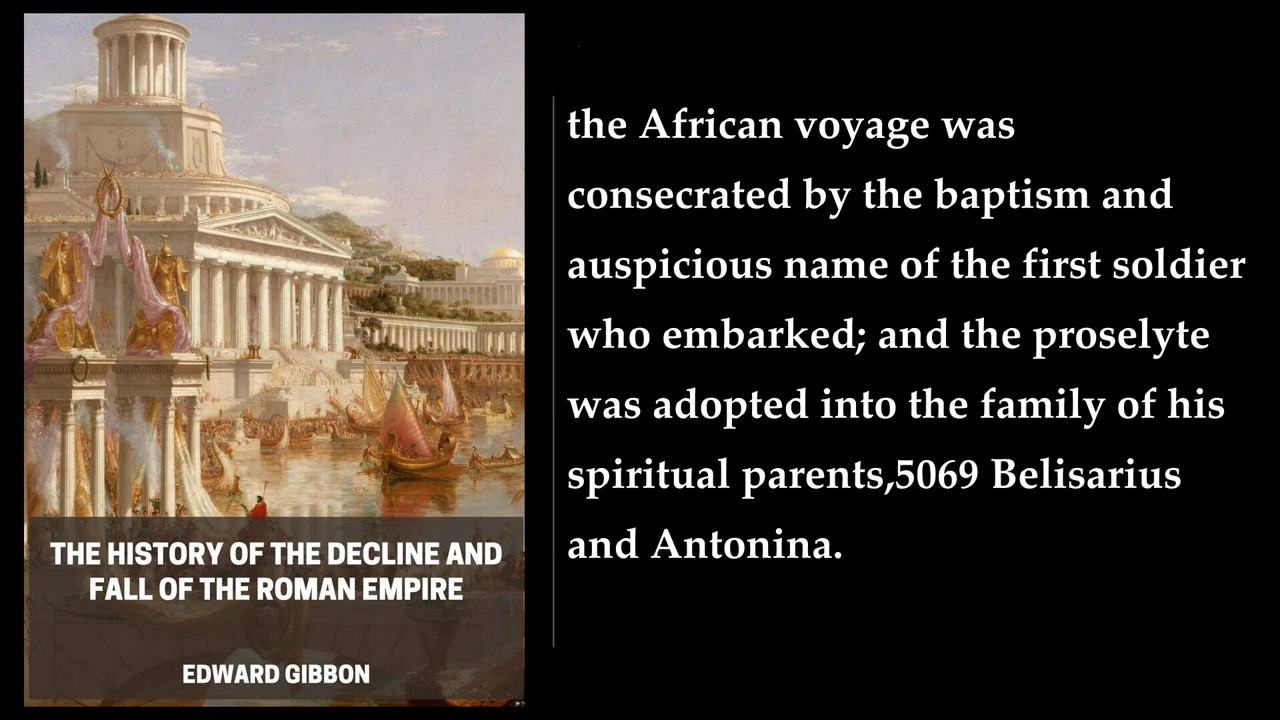 the African voyage was
consecrated by the baptism and
auspicious name of the first soldier
who embarked; and the proselyte
was adopted into the family of his
spiritual parents,5069 Belisarius
and Antonina.
THE HISTORY OF THE DECLINE AND
FALL OF THE ROMAN EMPIRE
EDWARD GIBBON